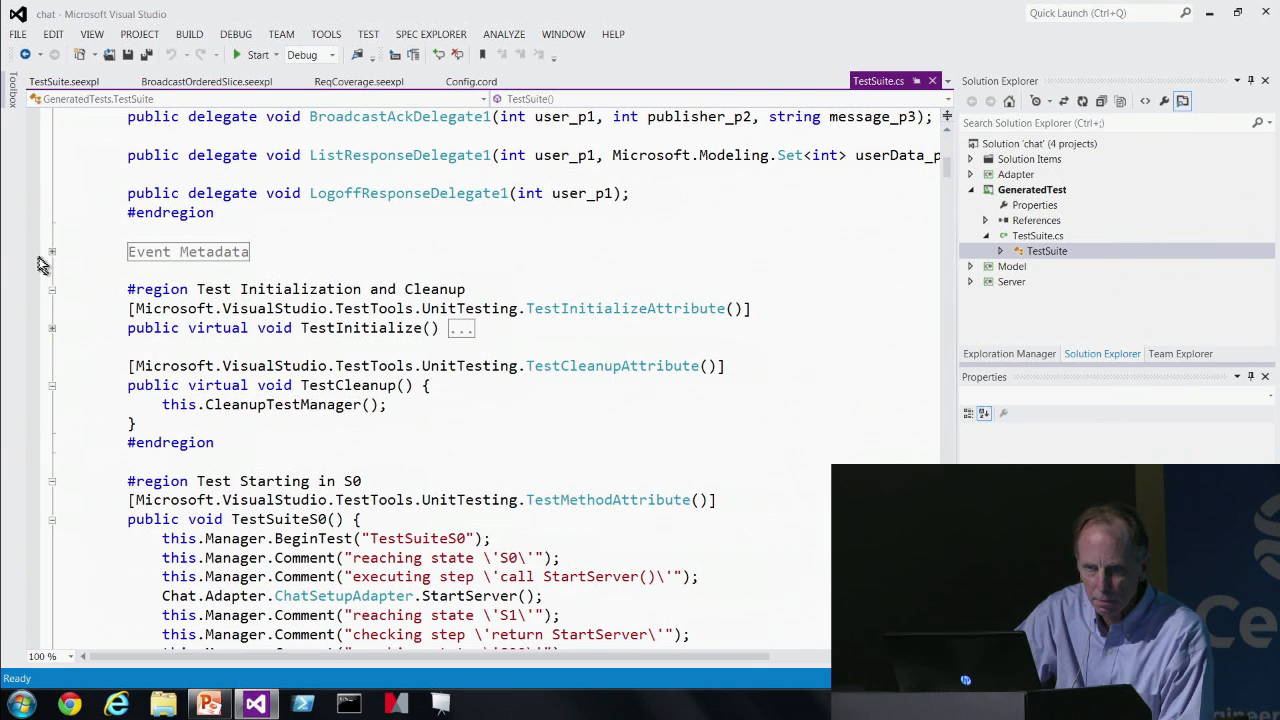 chat - Microsoft Visual Studio
Quick Launch (Ctrl+;)
FILE EDIT VIEW PROJECT BUILD DEBUG TEAM TOOLS TEST SPEC EXPLORER ANALYZE WINDOW HELP
Start Debug
Toolbox
TestSuite.seexpl BroadcastOrderedSlice.seexpl ReqCoverage.seexpl Config.cord TestSuite.cs
GeneratedTests.TestSuite TestSuite()
public delegate void BroadcastAckDelegate1(int user_p1, int publisher_p2, string message_p3);
public delegate void ListResponseDelegate1(int user_p1, Microsoft.Modeling.Set<int> userData_p
public delegate void LogoffResponseDelegate1(int user_p1);
#endregion
Event Metadata
#region Test Initialization and Cleanup
[Microsoft.VisualStudio.TestTools.UnitTesting.TestInitializeAttribute()]
public virtual void TestInitialize() ...
[Microsoft.VisualStudio.TestTools.UnitTesting.TestCleanupAttribute()]
public virtual void TestCleanup() {
this.CleanupTestManager();
}
#endregion
#region Test Starting in S0
[Microsoft.VisualStudio.TestTools.UnitTesting.TestMethodAttribute()]
public void TestSuiteS0() {
this.Manager.BeginTest("TestSuiteS0");
this.Manager.Comment("reaching state \'S0\'");
this.Manager.Comment("executing step \'call StartServer()\'");
Chat.Adapter.ChatSetupAdapter.StartServer();
this.Manager.Comment("reaching state \'S1\'");
this.Manager.Comment("checking step \'return StartServer\'");
100 %
Ready
Solution Explorer
Search Solution Explorer (Ctrl+;)
Solution 'chat' (4 projects)
Solution Items
Adapter
GeneratedTest
Properties
References
TestSuite.cs
TestSuite
Model
Server
Exploration Manager Solution Explorer Team Explorer
Properties
hp
Ce
gineer